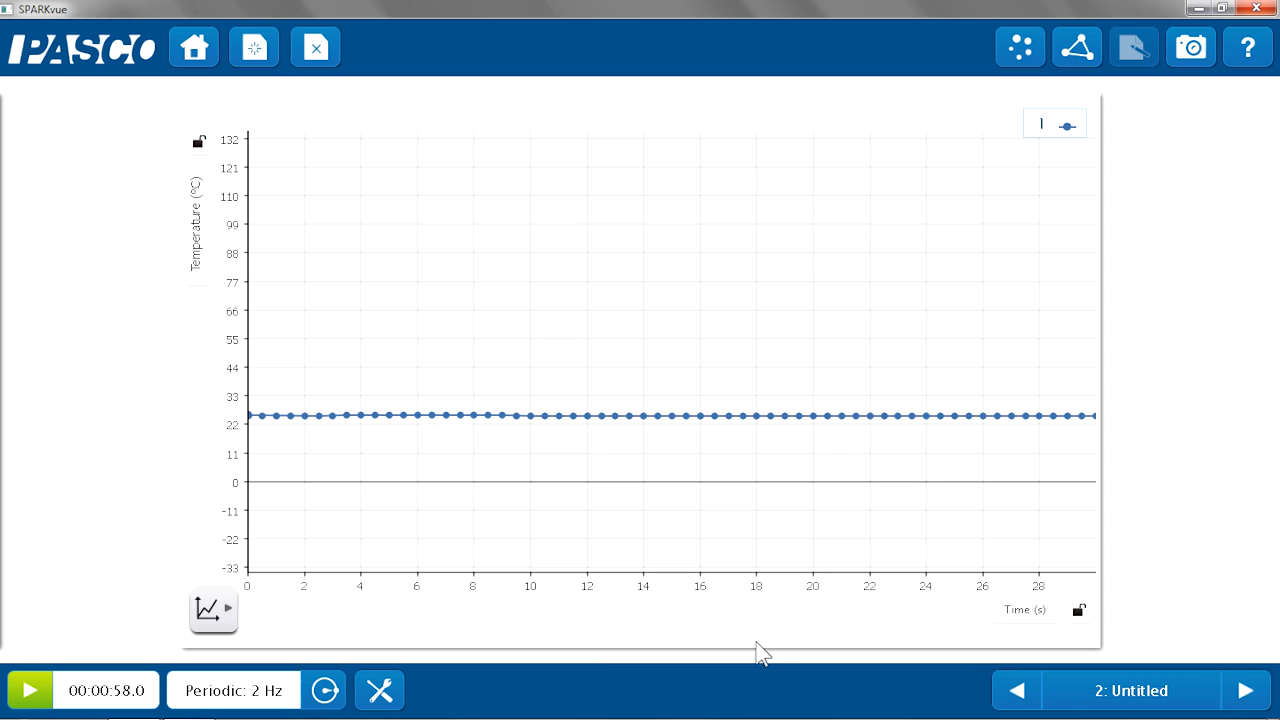 SPARKvue
PASCO
?
1
132
121
110
99
88
77
66
55
44
33
22
11
0
-11
-22
-33
Temperature (ºC)
0 2 4 6 8 10 12 14 16 18 20 22 24 26 28
Time (s)
00:00:58.0
Periodic: 2 Hz
2: Untitled